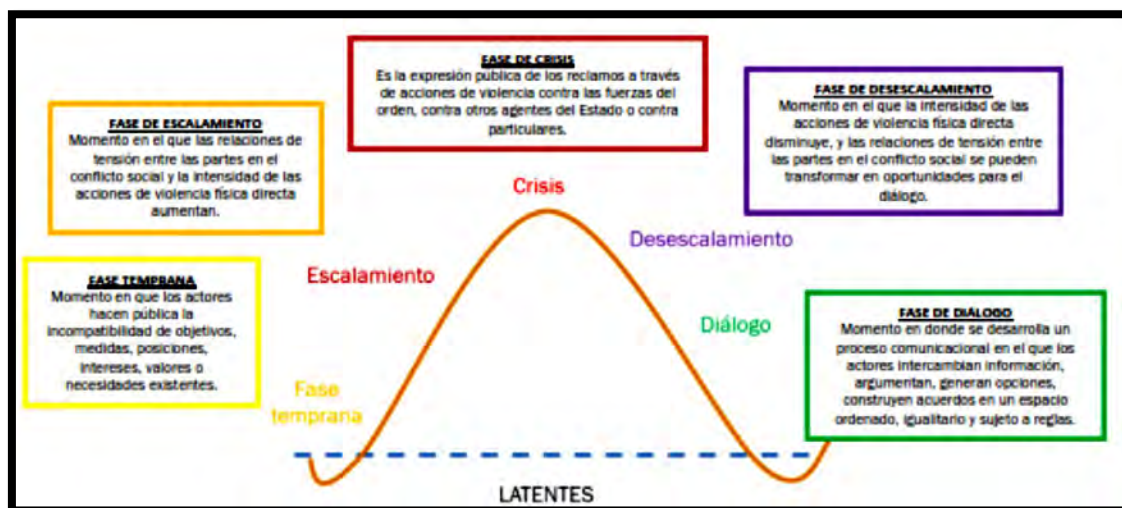 FASE DE CRISIS
Es la expresión pública de los reclamos a través
de acciones de violencia contra las fuerzas del
orden, contra otros agentes del Estado o contra
particulares.
FASE DE DESESCALAMIENTO
Momento en el que la intensidad de las
acciones de violencia física directa
disminuye, y las relaciones de tensión entre
las partes en el conflicto social se pueden
transformar en oportunidades para el
diálogo.
FASE DE ESCALAMIENTO
Momento en el que las relaciones de
tensión entre las partes en el
conflicto social y la intensidad de las
acciones de violencia física directa
aumentan.
Crisis
Desescalamiento
Escalamiento
FASE TEMPRANA
Momento en que los actores
hacen pública la
incompatibilidad de objetivos,
medidas, posiciones,
intereses, valores o
necesidades existentes.
Diálogo
FASE DE DIÁLOGO
Momento en donde se desarrolla un
proceso comunicacional en el que los
actores intercambian información,
argumentan, generan opciones,
construyen acuerdos en un espacio
ordenado, igualitario y sujeto a reglas.
Fase
temprana
LATENTES